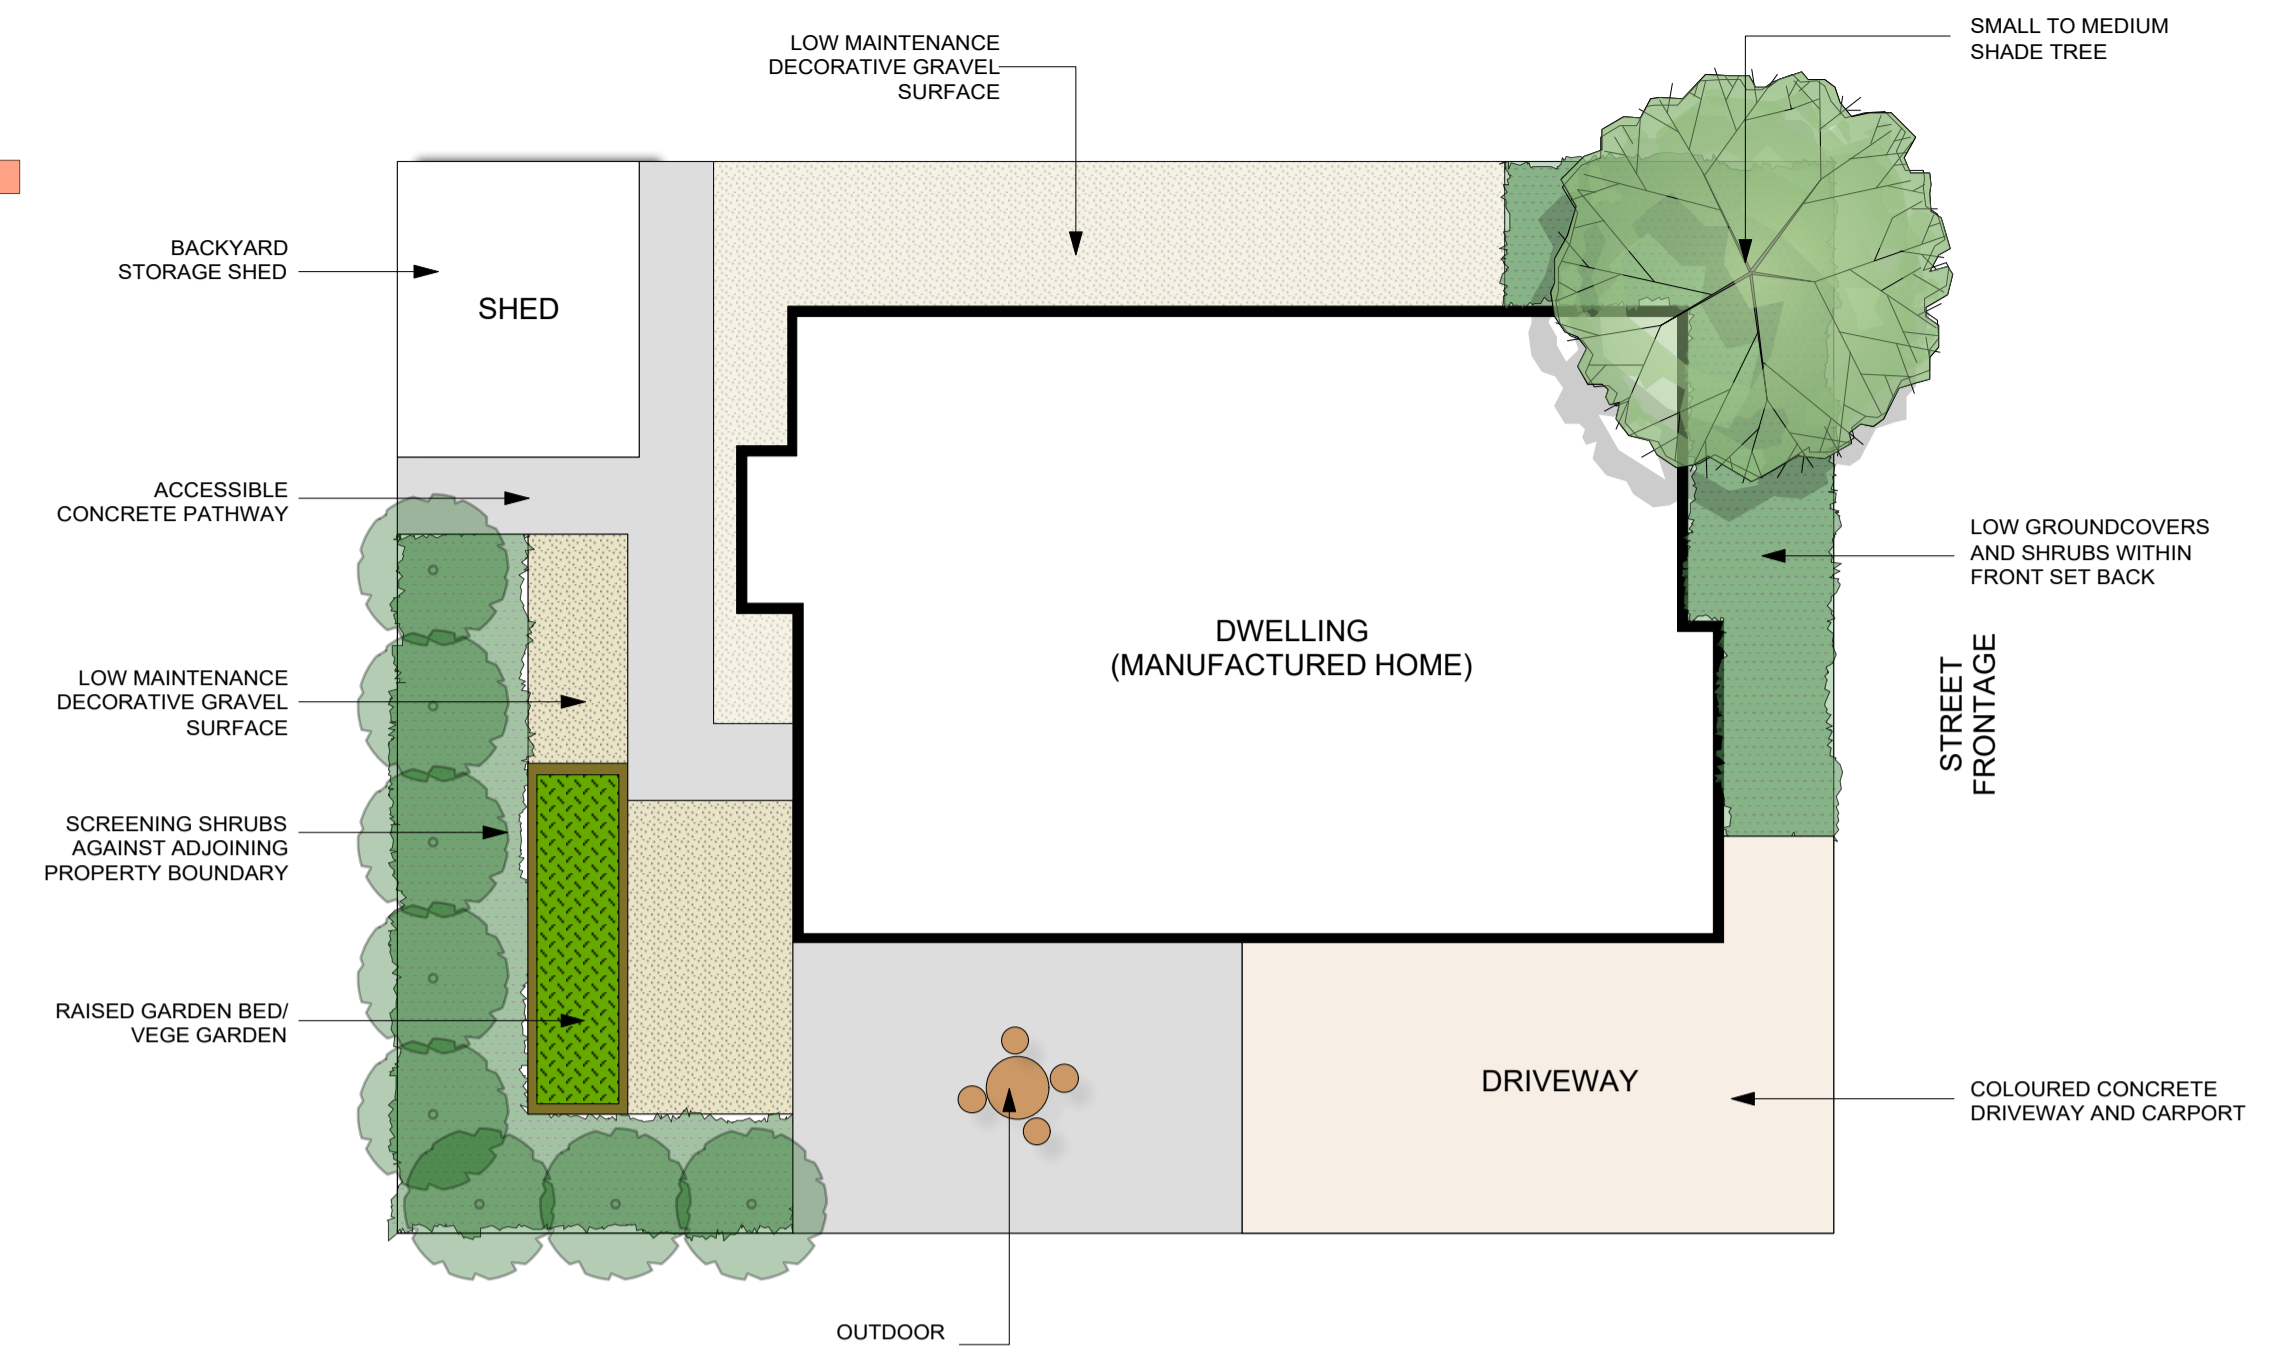 LOW MAINTENANCE
DECORATIVE GRAVEL
SURFACE
SMALL TO MEDIUM
SHADE TREE
BACKYARD
STORAGE SHED
SHED
ACCESSIBLE
CONCRETE PATHWAY
LOW GROUNDCOVERS
AND SHRUBS WITHIN
FRONT SET BACK
DWELLING
(MANUFACTURED HOME)
STREET
FRONTAGE
LOW MAINTENANCE
DECORATIVE GRAVEL
SURFACE
SCREENING SHRUBS
AGAINST ADJOINING
PROPERTY BOUNDARY
RAISED GARDEN BED/
VEGE GARDEN
DRIVEWAY
COLOURED CONCRETE
DRIVEWAY AND CARPORT
OUTDOOR